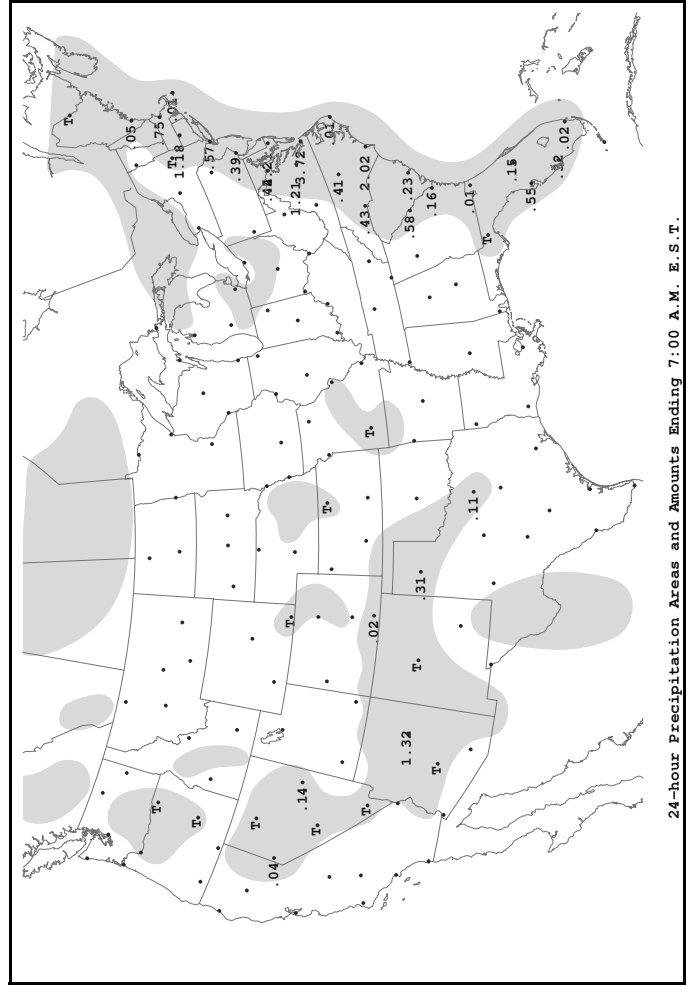 T
.05
T
.75
T .01
1.18
T
.57
.39
T
.04
T
1.21
3.72
.14
T
T
.01
.41
.43 2.02
T
T
.02
1.32
.23
.58
T
.31
.16
T
.01
.11
T
.15
.55
.02
24-hour Precipitation Areas and Amounts Ending 7:00 A.M. E.S.T.